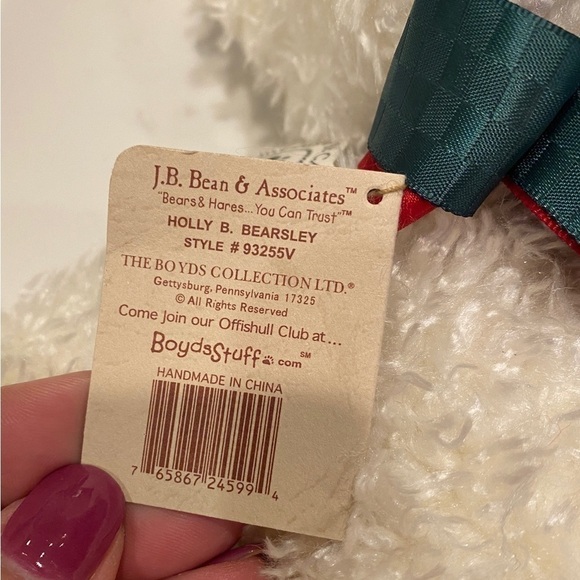 J.B. Bean & Associates™
"Bears & Hares...You Can Trust"™
HOLLY B. BEARSLEY
STYLE # 93255V
THE BOYDS COLLECTION LTD.®
Gettysburg, Pennsylvania 17325
© All Rights Reserved
Come Join our Offishull Club at...
BoydsStuff.com℠
HANDMADE IN CHINA
7 65867 24599 4